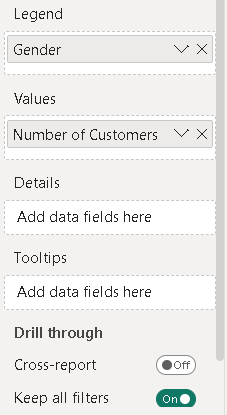 Legend
Gender
Values
Number of Customers
Details
Add data fields here
Tooltips
Add data fields here
Drill through
Cross-report Off
Keep all filters On